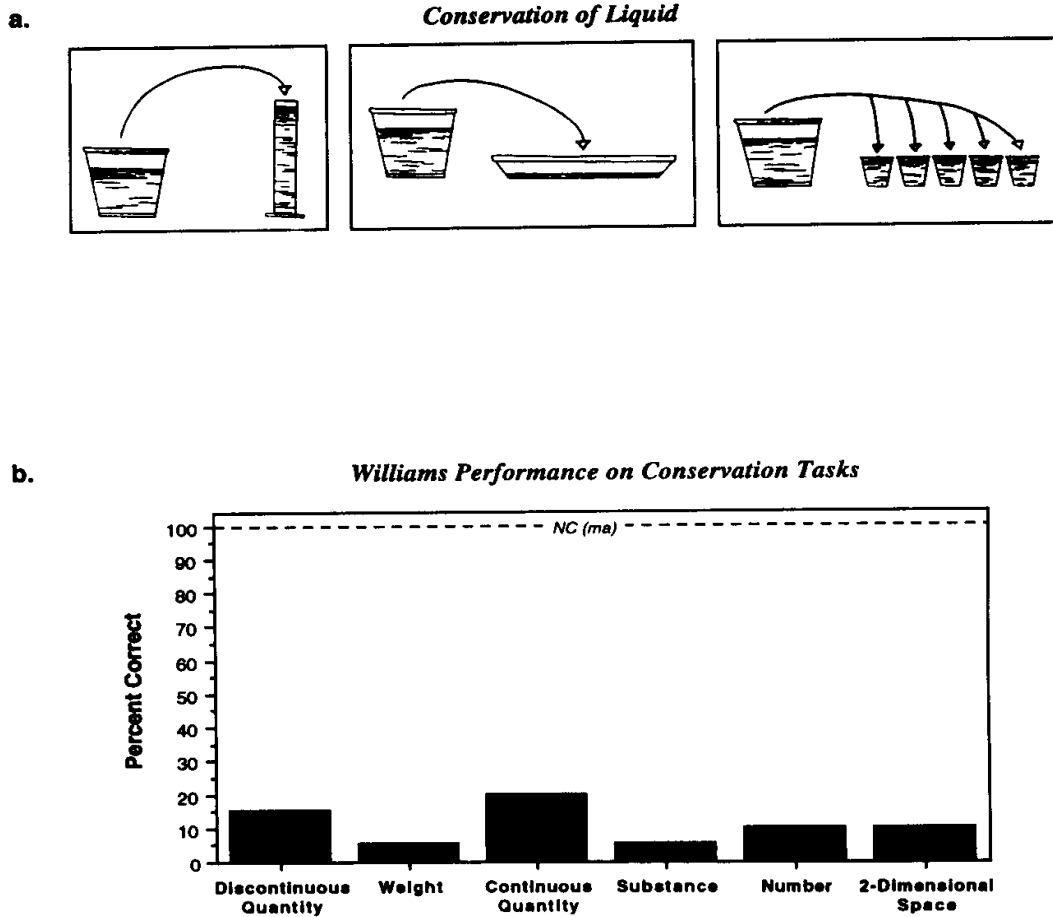 a.
Conservation of Liquid
b.
Williams Performance on Conservation Tasks
NC (ma)
100
90
80
70
60
50
40
30
20
10
0
Percent Correct
Discontinuous
Quantity
Weight
Continuous
Quantity
Substance
Number
2-Dimensional
Space